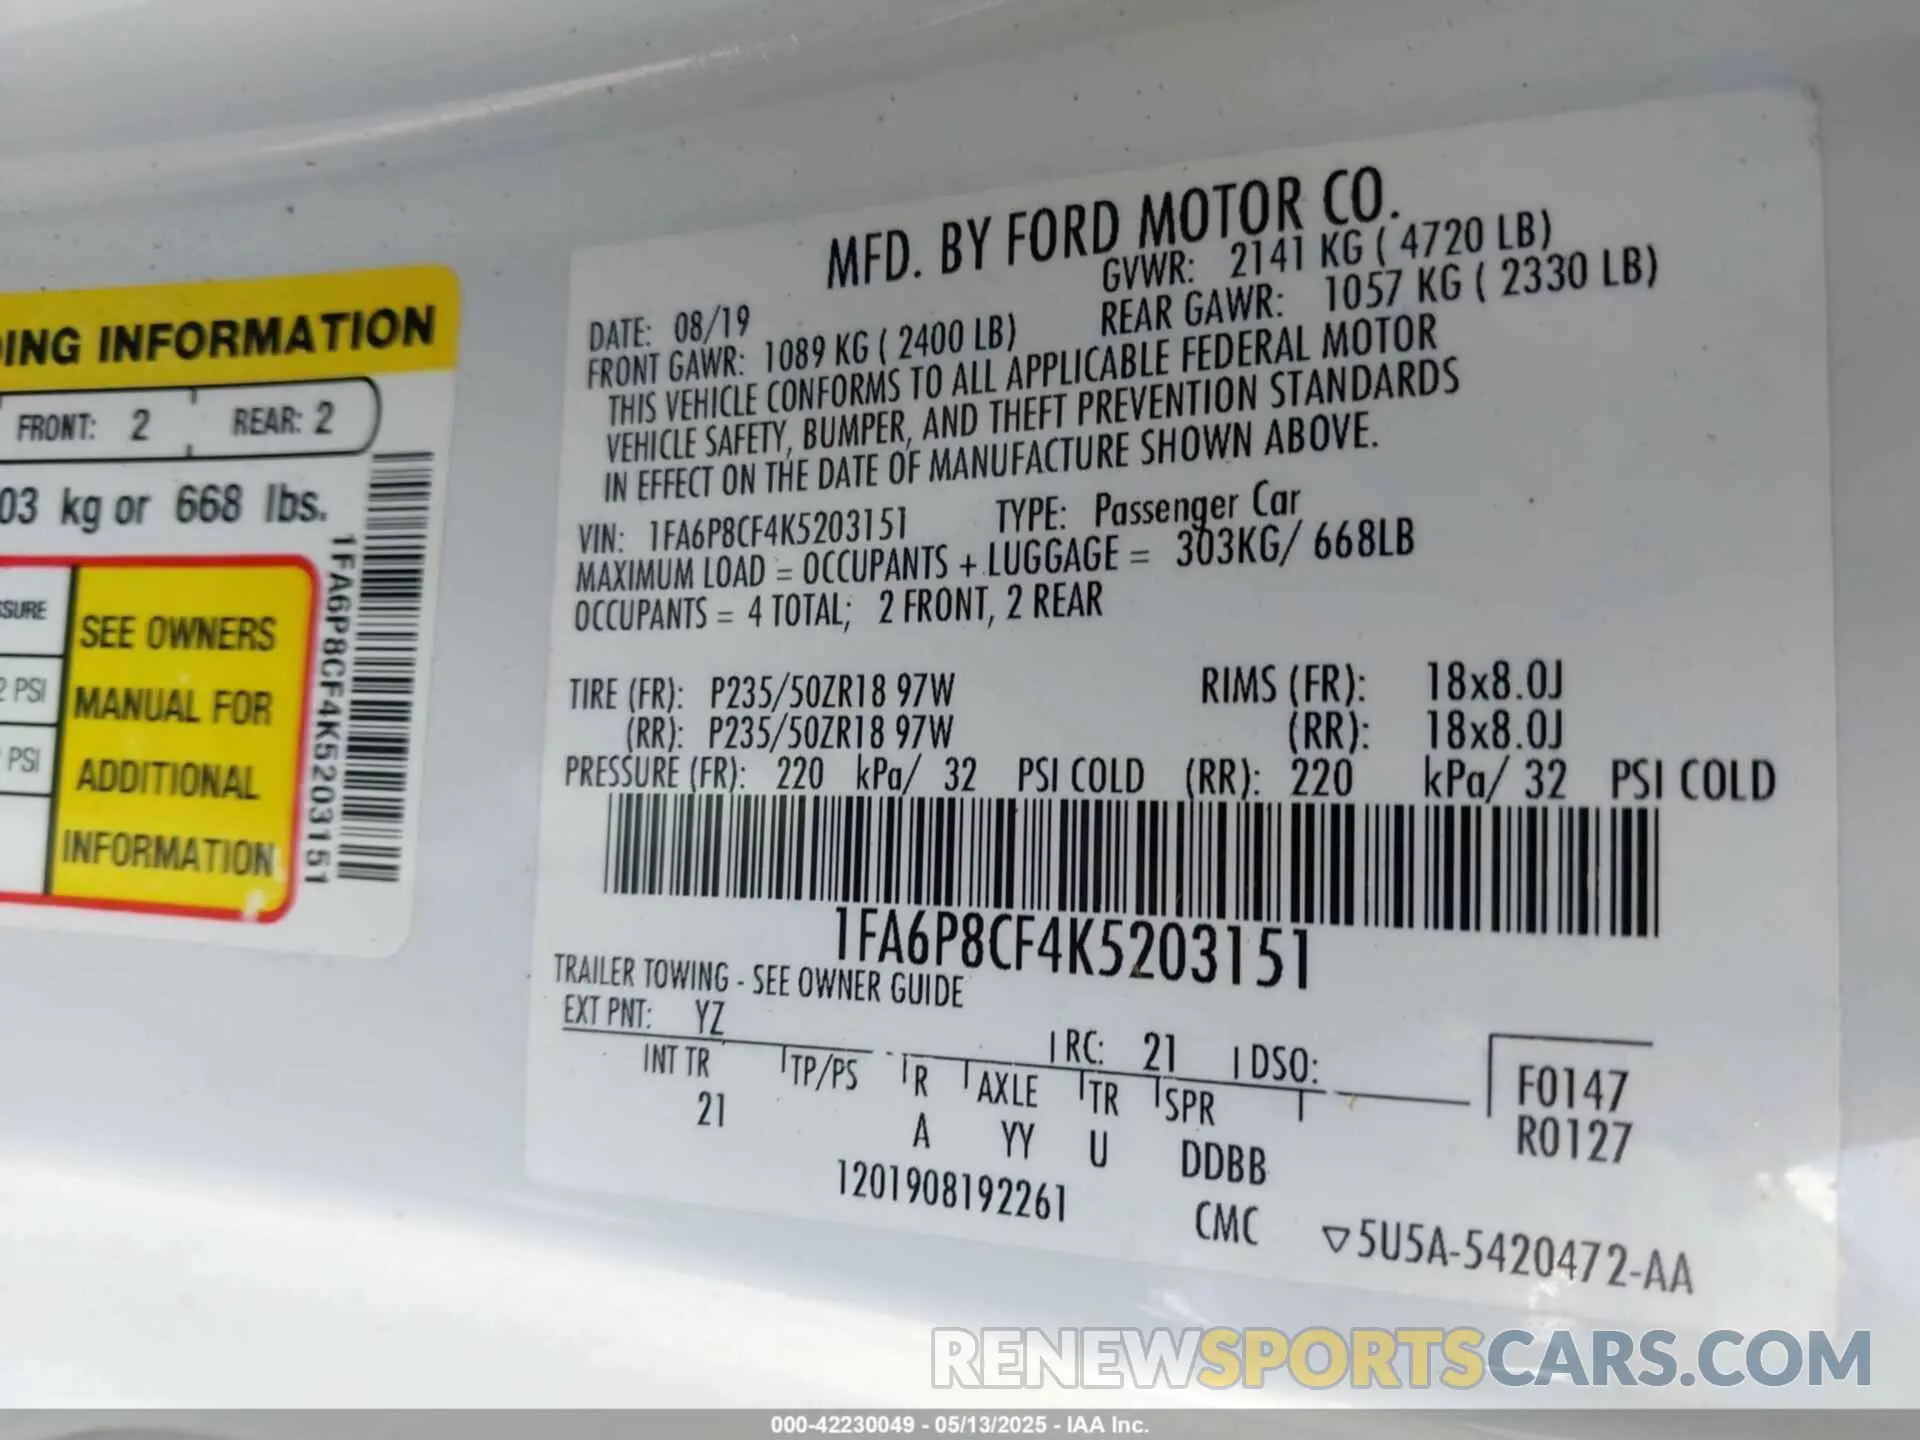 ING INFORMATION
FRONT: 2 REAR: 2
03 kg or 668 lbs.
SSURE
2 PSI
PSI
SEE OWNERS
MANUAL FOR
ADDITIONAL
INFORMATION
1FA6P8CF4K5203151
MFD. BY FORD MOTOR CO.
DATE: 08/19 GVWR: 2141 KG ( 4720 LB)
FRONT GAWR: 1089 KG ( 2400 LB) REAR GAWR: 1057 KG ( 2330 LB)
THIS VEHICLE CONFORMS TO ALL APPLICABLE FEDERAL MOTOR
VEHICLE SAFETY, BUMPER, AND THEFT PREVENTION STANDARDS
IN EFFECT ON THE DATE OF MANUFACTURE SHOWN ABOVE.
VIN: 1FA6P8CF4K5203151 TYPE: Passenger Car
MAXIMUM LOAD = OCCUPANTS + LUGGAGE = 303KG/ 668LB
OCCUPANTS = 4 TOTAL; 2 FRONT, 2 REAR
TIRE (FR): P235/50ZR18 97W RIMS (FR): 18x8.0J
(RR): P235/50ZR18 97W (RR): 18x8.0J
PRESSURE (FR): 220 kPa/ 32 PSI COLD (RR): 220 kPa/ 32 PSI COLD
1FA6P8CF4K5203151
TRAILER TOWING - SEE OWNER GUIDE
EXT PNT: YZ RC: 21 DSO:
INT TR TP/PS R AXLE TR SPR F0147
21 A YY U DDBB R0127
1201908192261 CMC ▽5U5A-5420472-AA
RENEWSPORTSCARS.COM
000-42230049 - 05/13/2025 - IAA Inc.